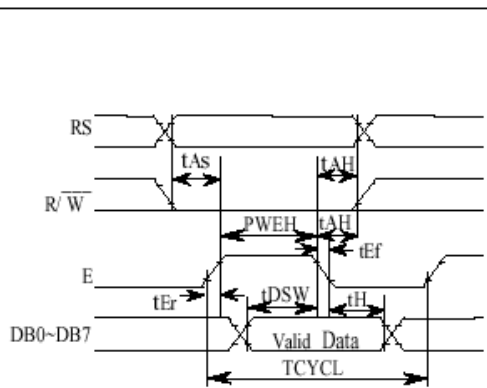 RS
tAs
tAH
R/W
PWEH
tAH
tEf
E
tEr
tDSW
tH
DB0~DB7
Valid Data
TCYCL